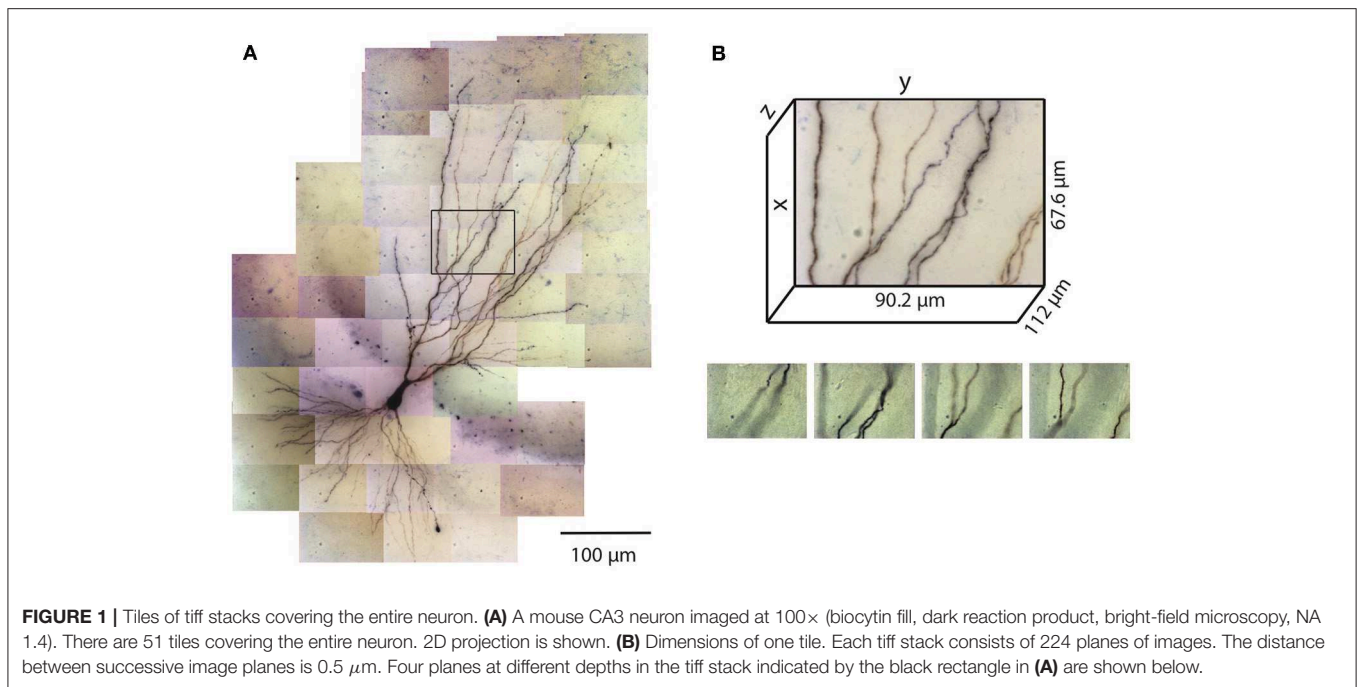 A
100 μm
B
y
z
x
67.6 μm
90.2 μm
112 μm
FIGURE 1 | Tiles of tiff stacks covering the entire neuron. (A) A mouse CA3 neuron imaged at 100× (biocytin fill, dark reaction product, bright-field microscopy, NA
1.4). There are 51 tiles covering the entire neuron. 2D projection is shown. (B) Dimensions of one tile. Each tiff stack consists of 224 planes of images. The distance
between successive image planes is 0.5 μm. Four planes at different depths in the tiff stack indicated by the black rectangle in (A) are shown below.